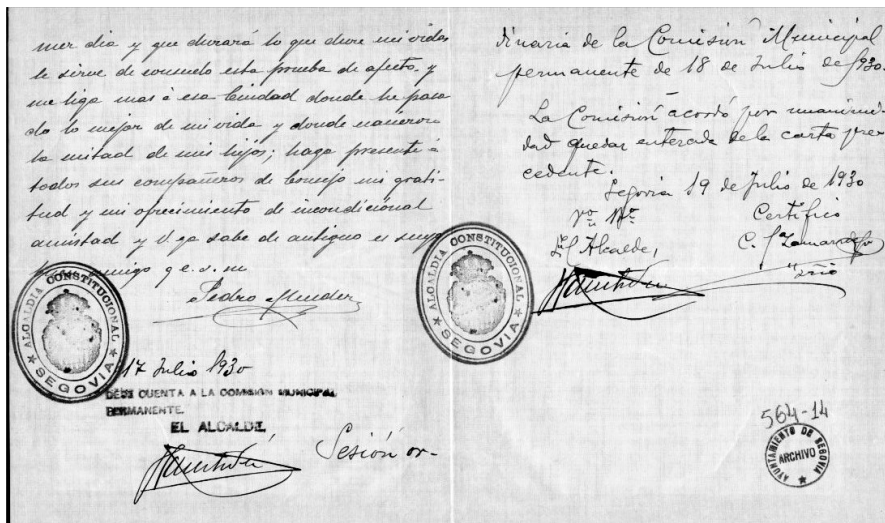 mer dia y que durará lo que dure mi vida
le sirve de consuelo esta prueba de afecto y
me liga mas á esa Ciudad donde he pasa
do lo mejor de mi vida y donde nacieron
la mitad de mis hijos; haga presente á
todos sus compañeros de Consejo mi grati-
tud y mi ofrecimiento de incondicional
amistad y V ya sabe de antiguo es suyo
amigo q e. s. m
Pedro Mendez
ALCALDIA CONSTITUCIONAL
SEGOVIA
17 Julio 1930
DESE CUENTA A LA COMISION MUNICIPAL
PERMANENTE.
EL ALCALDE,
Sesión or-
dinaria de la Comisión Municipal
permanente de 18 de Julio de 1930.
La Comisión acordó por unanimi-
dad quedar enterada de la carta pre-
cedente.
Segovia 19 de Julio de 1930
Vº Bº Certifico
El Alcalde, C.
ALCALDIA CONSTITUCIONAL
SEGOVIA
564-14
AYUNTAMIENTO DE SEGOVIA
ARCHIVO